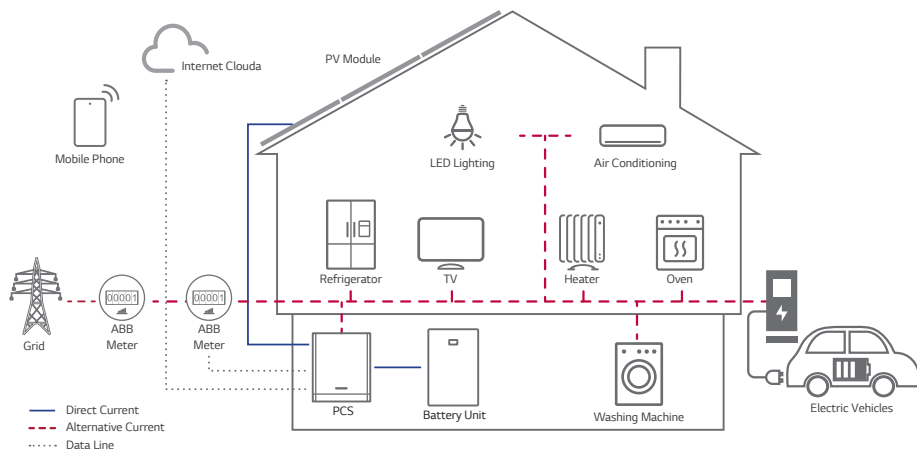 PV Module
Internet Clouda
Mobile Phone
LED Lighting
Air Conditioning
Refrigerator
TV
Heater
Oven
00001
00001
Grid
ABB
Meter
ABB
Meter
PCS
Battery Unit
Washing Machine
Electric Vehicles
Direct Current
Alternative Current
Data Line